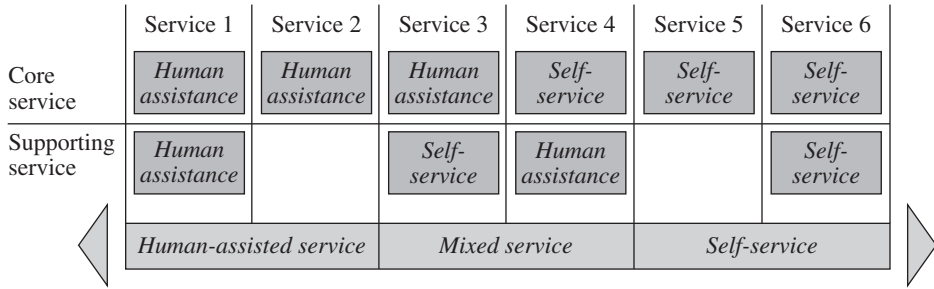 Service 1 Service 2 Service 3 Service 4 Service 5 Service 6
Core
service
Human
assistance
Human
assistance
Human
assistance
Self-
service
Self-
service
Self-
service
Supporting
service
Human
assistance
Self-
service
Human
assistance
Self-
service
Human-assisted service Mixed service Self-service